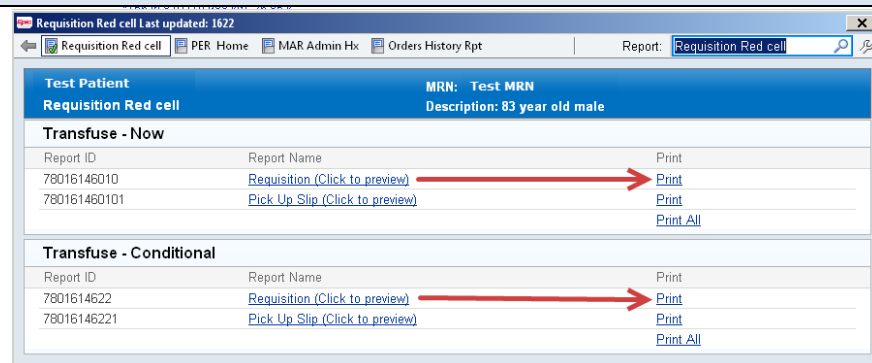 Requisition Red cell Last updated: 1622
Requisition Red cell PER Home MAR Admin Hx Orders History Rpt Report: Requisition Red cell
Test Patient MRN: Test MRN
Requisition Red cell Description: 83 year old male
Transfuse - Now
Report ID Report Name Print
78016146010 Requisition (Click to preview) Print
780161460101 Pick Up Slip (Click to preview) Print
Print All
Transfuse - Conditional
Report ID Report Name Print
7801614622 Requisition (Click to preview) Print
78016146221 Pick Up Slip (Click to preview) Print
Print All